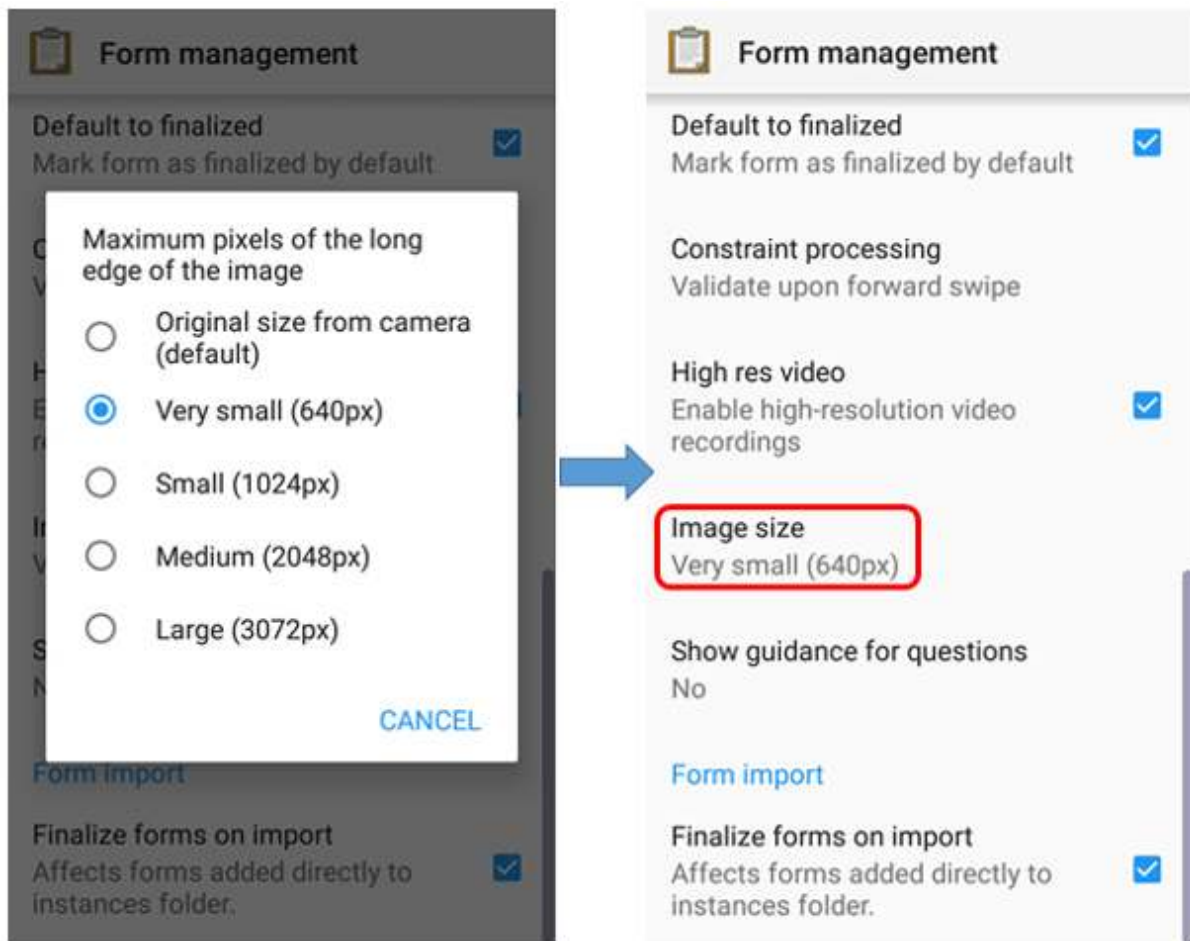 Form management
Default to finalized
Mark form as finalized by default
Maximum pixels of the long
edge of the image
Original size from camera
(default)
Very small (640px)
Small (1024px)
Medium (2048px)
Large (3072px)
CANCEL
Form import
Finalize forms on import
Affects forms added directly to
instances folder.
Form management
Default to finalized
Mark form as finalized by default
Constraint processing
Validate upon forward swipe
High res video
Enable high-resolution video
recordings
Image size
Very small (640px)
Show guidance for questions
No
Form import
Finalize forms on import
Affects forms added directly to
instances folder.